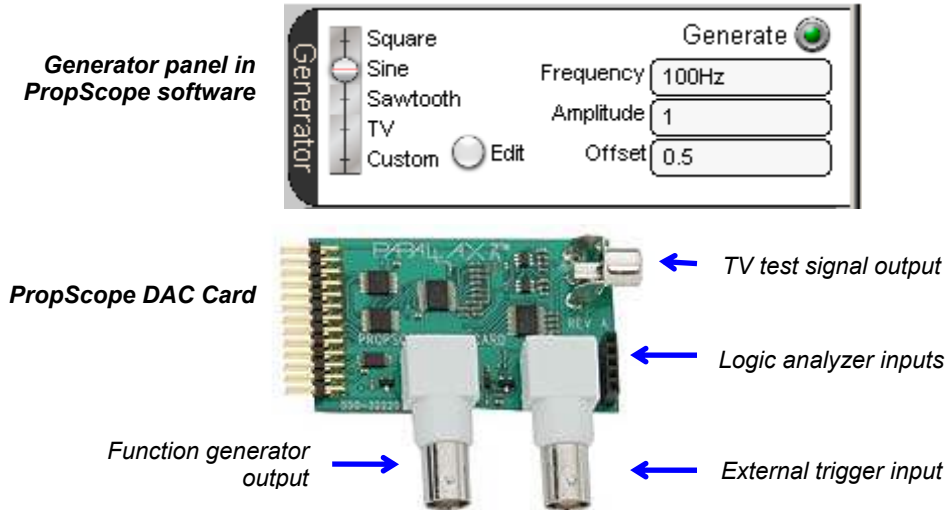 Generator panel in
PropScope software
Generator
Square
Sine
Sawtooth
TV
Custom
Edit
Generate
Frequency 100Hz
Amplitude 1
Offset 0.5
PropScope DAC Card
PARALLAX
REV A
CARD
TV test signal output
Logic analyzer inputs
Function generator
output
External trigger input